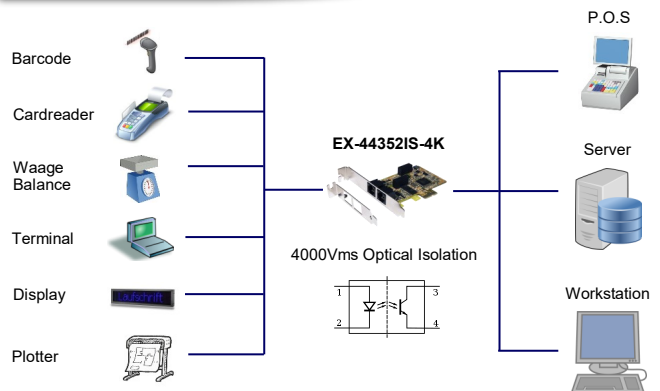 P.O.S
Barcode
Cardreader
EX-44352IS-4K
Server
Waage
Balance
Terminal
4000Vms Optical Isolation
1
3
2
4
Display
Laufschrift
Workstation
Plotter